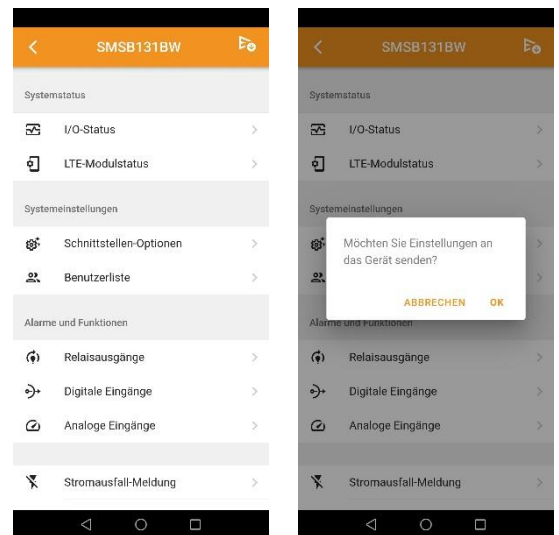 SMSB131BW
Systemstatus
I/O-Status
LTE-Modulstatus
Systemeinstellungen
Schnittstellen-Optionen
Benutzerliste
Alarme und Funktionen
Relaisausgänge
Digitale Eingänge
Analoge Eingänge
Stromausfall-Meldung
SMSB131BW
Systemstatus
I/O-Status
LTE-Modulstatus
Systemeinstellungen
Möchten Sie Einstellungen an
das Gerät senden?
ABBRECHEN OK
Alarme und Funktionen
Relaisausgänge
Digitale Eingänge
Analoge Eingänge
Stromausfall-Meldung